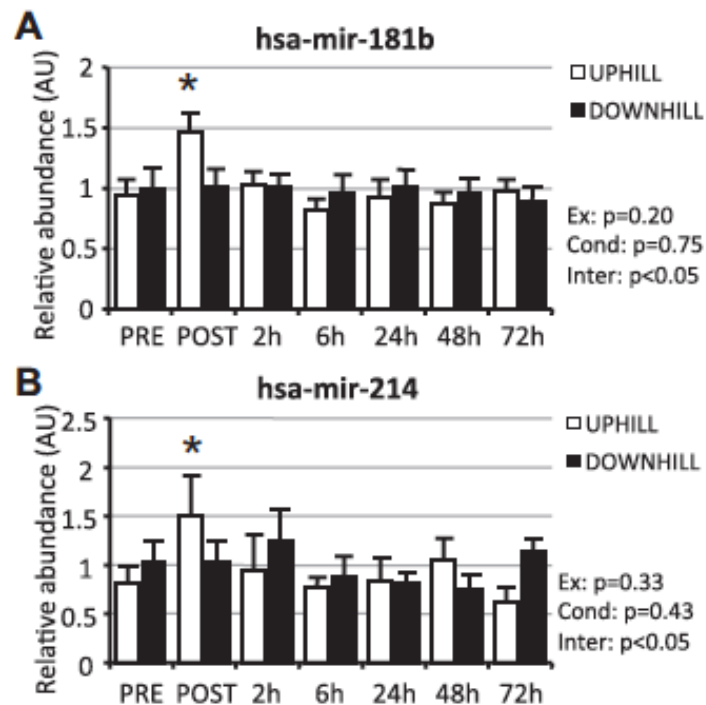 A
hsa-mir-181b
Relative abundance (AU)
2
1.5
1
0.5
0
*
UPHILL
DOWNHILL
Ex: p=0.20
Cond: p=0.75
Inter: p<0.05
PRE POST 2h 6h 24h 48h 72h
B
hsa-mir-214
Relative abundance (AU)
2.5
2
1.5
1
0.5
0
*
UPHILL
DOWNHILL
Ex: p=0.33
Cond: p=0.43
Inter: p<0.05
PRE POST 2h 6h 24h 48h 72h